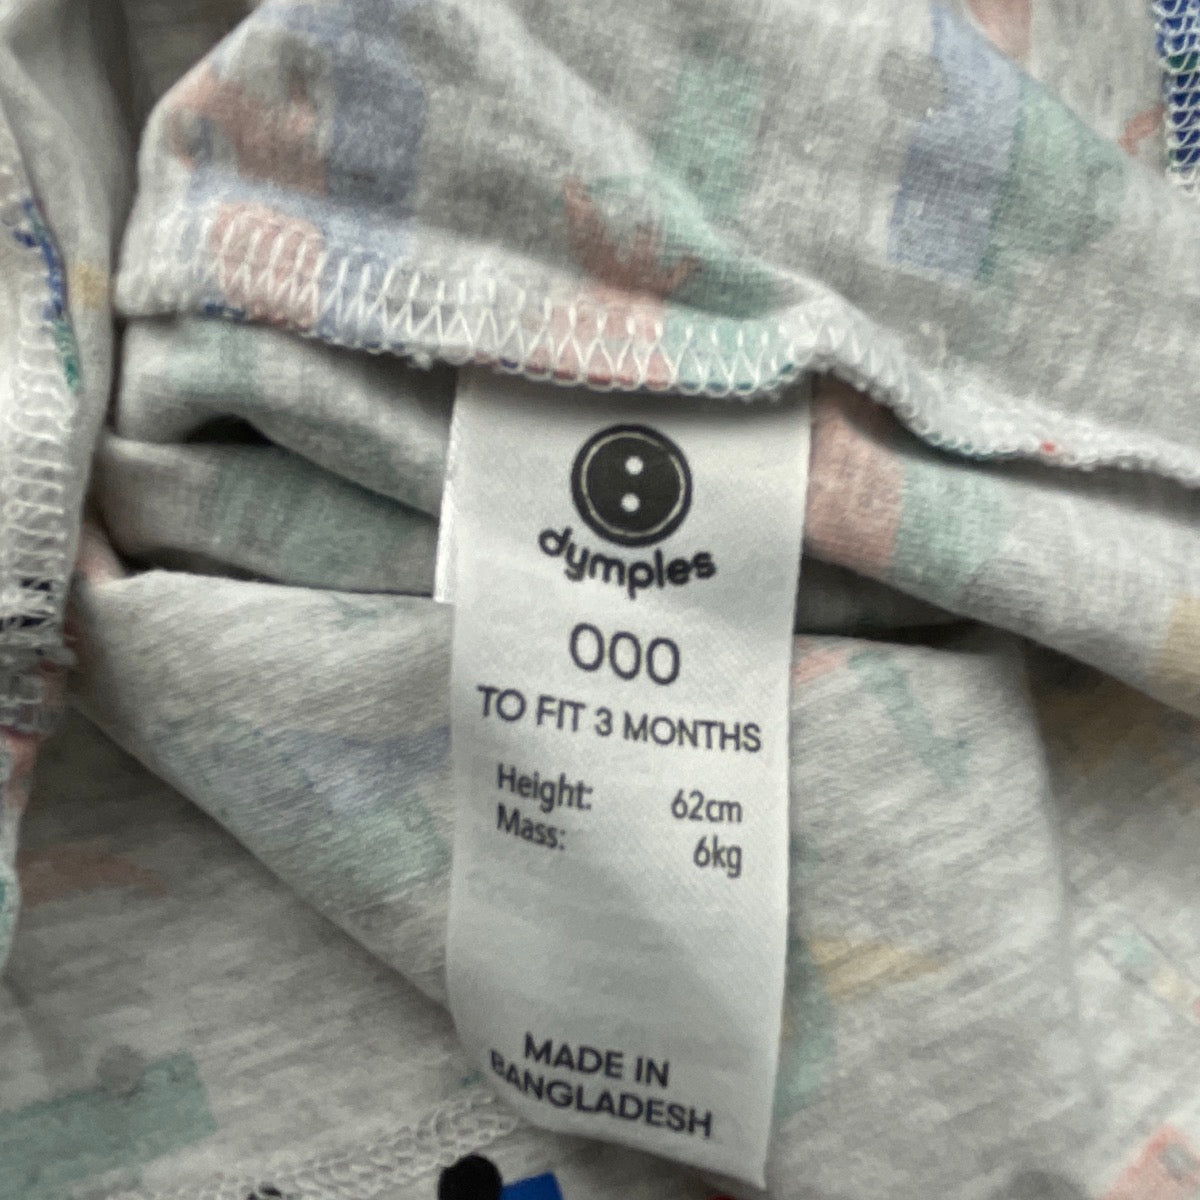 dymples
000
TO FIT 3 MONTHS
Height: 62cm
Mass: 6kg
MADE IN
BANGLADESH